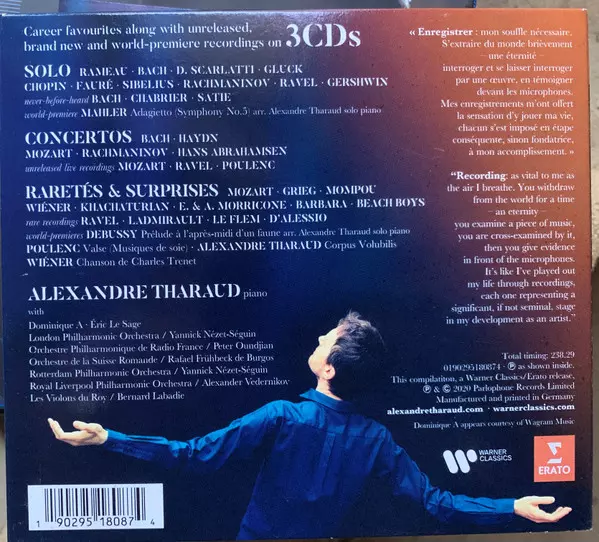 Career favourites along with unreleased,
brand new and world-premiere recordings on 3CDs
SOLO RAMEAU · BACH · D. SCARLATTI · GLUCK
CHOPIN · FAURÉ · SIBELIUS · RACHMANINOV · RAVEL · GERSHWIN
never-before-heard BACH · CHABRIER · SATIE
world-premiere MAHLER Adagietto (Symphony No.5) arr. Alexandre Tharaud solo piano
CONCERTOS BACH · HAYDN
MOZART · RACHMANINOV · HANS ABRAHAMSEN
unreleased live recordings MOZART · RAVEL · POULENC
RARETÉS & SURPRISES MOZART · GRIEG · MOMPOU
WIÉNER · KHACHATURIAN · E. & A. MORRICONE · BARBARA · BEACH BOYS
rare recordings RAVEL · LADMIRAULT · LE FLEM · D'ALESSIO
world-premieres DEBUSSY Prélude à l'après-midi d'un faune arr. Alexandre Tharaud solo piano
POULENC Valse (Musiques de soie) · ALEXANDRE THARAUD Corpus Volubilis
WIÉNER Chanson de Charles Trenet
ALEXANDRE THARAUD piano
with
Dominique A · Éric Le Sage
London Philharmonic Orchestra / Yannick Nézet-Séguin
Orchestre Philharmonique de Radio France / Peter Oundjian
Orchestre de la Suisse Romande / Rafael Frühbeck de Burgos
Rotterdam Philharmonic Orchestra / Yannick Nézet-Séguin
Royal Liverpool Philharmonic Orchestra / Alexander Vedernikov
Les Violons du Roy / Bernard Labadie
« Enregistrer : mon souffle nécessaire.
S'extraire du monde brièvement
– une éternité –
interroger et se laisser interroger
par une œuvre, en témoigner
devant les microphones.
Mes enregistrements m'ont offert
la sensation d'y jouer ma vie,
chacun s'est imposé en étape
conséquente, sinon fondatrice,
à mon accomplissement. »
"Recording: as vital to me as
the air I breathe. You withdraw
from the world for a time
– an eternity –
you examine a piece of music,
you are cross-examined by it,
then you give evidence
in front of the microphones.
It's like I've played out
my life through recordings,
each one representing a
significant, if not seminal, stage
in my development as an artist."
Total timing: 238.29
0190295180874 · Ⓟ as shown inside.
This compilation, a Warner Classics/Erato release,
Ⓟ & © 2020 Parlophone Records Limited
Manufactured and printed in Germany
alexandretharaud.com · warnerclassics.com
Dominique A appears courtesy of Wagram Music
WARNER
CLASSICS
ERATO
1 90295 18087 4